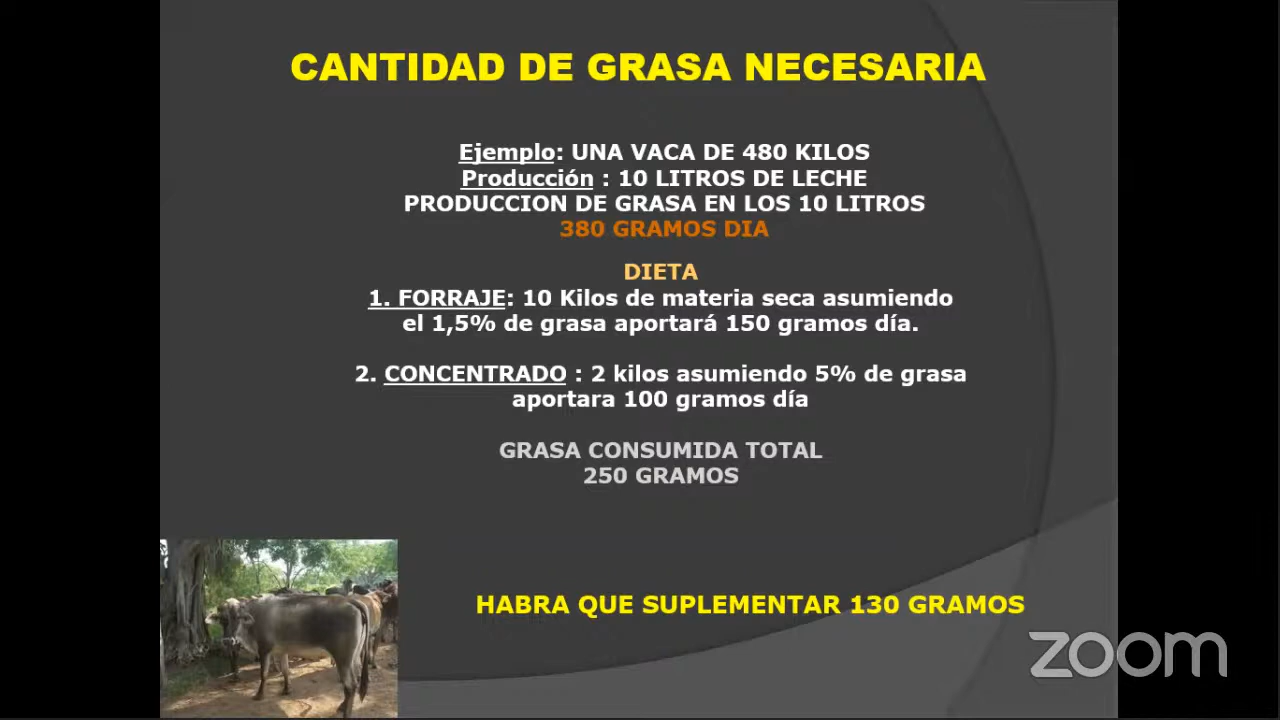 CANTIDAD DE GRASA NECESARIA
Ejemplo: UNA VACA DE 480 KILOS
Producción : 10 LITROS DE LECHE
PRODUCCION DE GRASA EN LOS 10 LITROS
380 GRAMOS DIA
DIETA
1. FORRAJE: 10 Kilos de materia seca asumiendo
el 1,5% de grasa aportará 150 gramos día.
2. CONCENTRADO : 2 kilos asumiendo 5% de grasa
aportara 100 gramos día
GRASA CONSUMIDA TOTAL
250 GRAMOS
HABRA QUE SUPLEMENTAR 130 GRAMOS
zoom